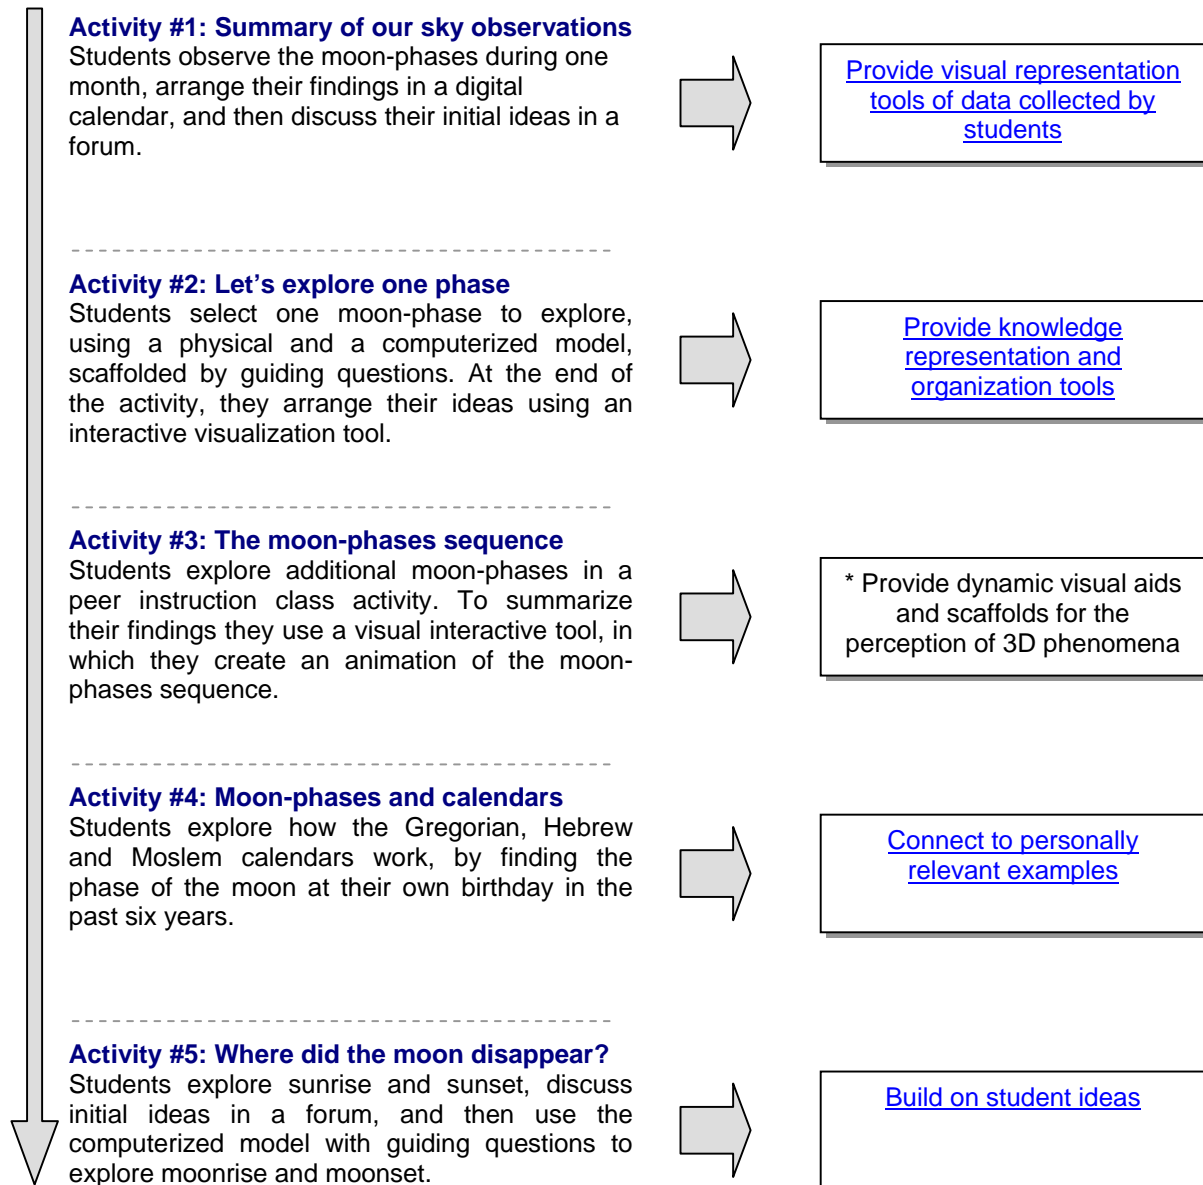 Activity #1: Summary of our sky observations
Students observe the moon-phases during one
month, arrange their findings in a digital
calendar, and then discuss their initial ideas in a
forum.
Provide visual representation
tools of data collected by
students
Activity #2: Let’s explore one phase
Students select one moon-phase to explore,
using a physical and a computerized model,
scaffolded by guiding questions. At the end of
the activity, they arrange their ideas using an
interactive visualization tool.
Provide knowledge
representation and
organization tools
Activity #3: The moon-phases sequence
Students explore additional moon-phases in a
peer instruction class activity. To summarize
their findings they use a visual interactive tool, in
which they create an animation of the moon-
phases sequence.
* Provide dynamic visual aids
and scaffolds for the
perception of 3D phenomena
Activity #4: Moon-phases and calendars
Students explore how the Gregorian, Hebrew
and Moslem calendars work, by finding the
phase of the moon at their own birthday in the
past six years.
Connect to personally
relevant examples
Activity #5: Where did the moon disappear?
Students explore sunrise and sunset, discuss
initial ideas in a forum, and then use the
computerized model with guiding questions to
explore moonrise and moonset.
Build on student ideas